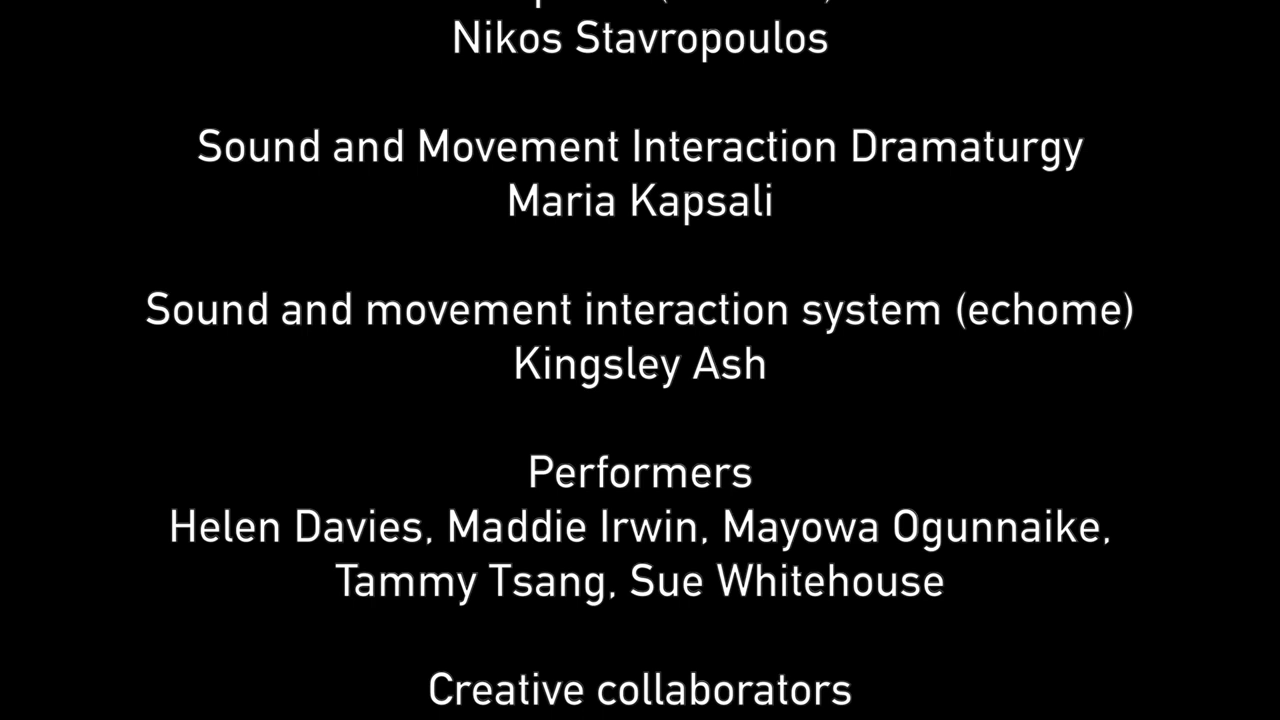 Nikos Stavropoulos
Sound and Movement Interaction Dramaturgy
Maria Kapsali
Sound and movement interaction system (echome)
Kingsley Ash
Performers
Helen Davies, Maddie Irwin, Mayowa Ogunnaike,
Tammy Tsang, Sue Whitehouse
Creative collaborators